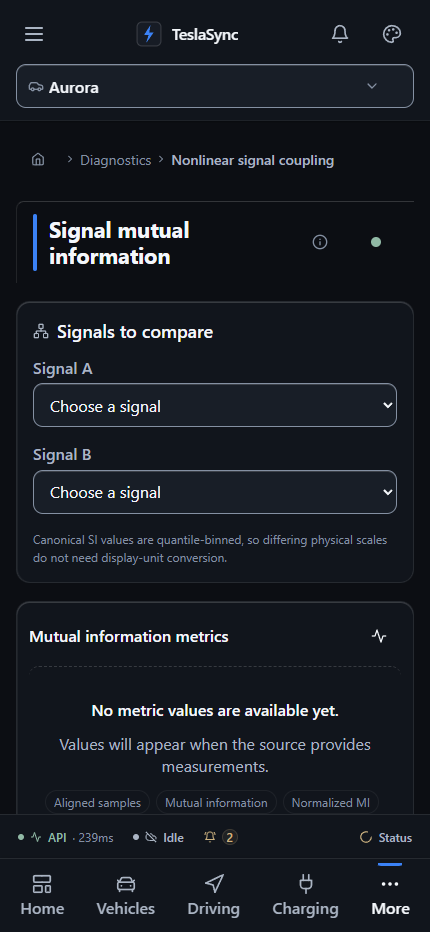 TeslaSync
Aurora
Diagnostics > Nonlinear signal coupling
Signal mutual
information
Signals to compare
Signal A
Choose a signal
Signal B
Choose a signal
Canonical SI values are quantile-binned, so differing physical scales
do not need display-unit conversion.
Mutual information metrics
No metric values are available yet.
Values will appear when the source provides
measurements.
Aligned samples Mutual information Normalized MI
API · 239ms Idle 2 Status
Home Vehicles Driving Charging More